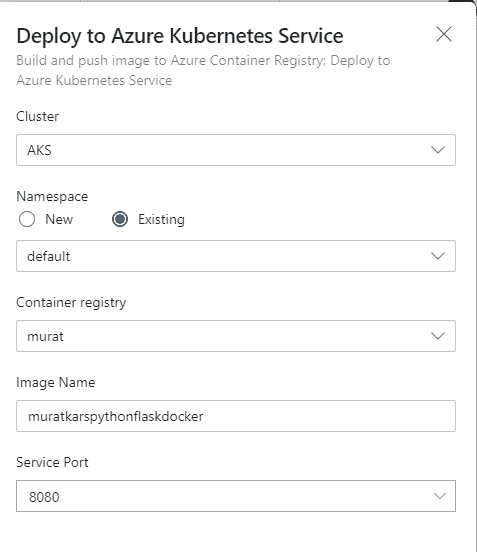 Deploy to Azure Kubernetes Service
Build and push image to Azure Container Registry; Deploy to
Azure Kubernetes Service
Cluster
AKS
Namespace
New
Existing
default
Container registry
murat
Image Name
muratkarspythonflaskdocker
Service Port
8080